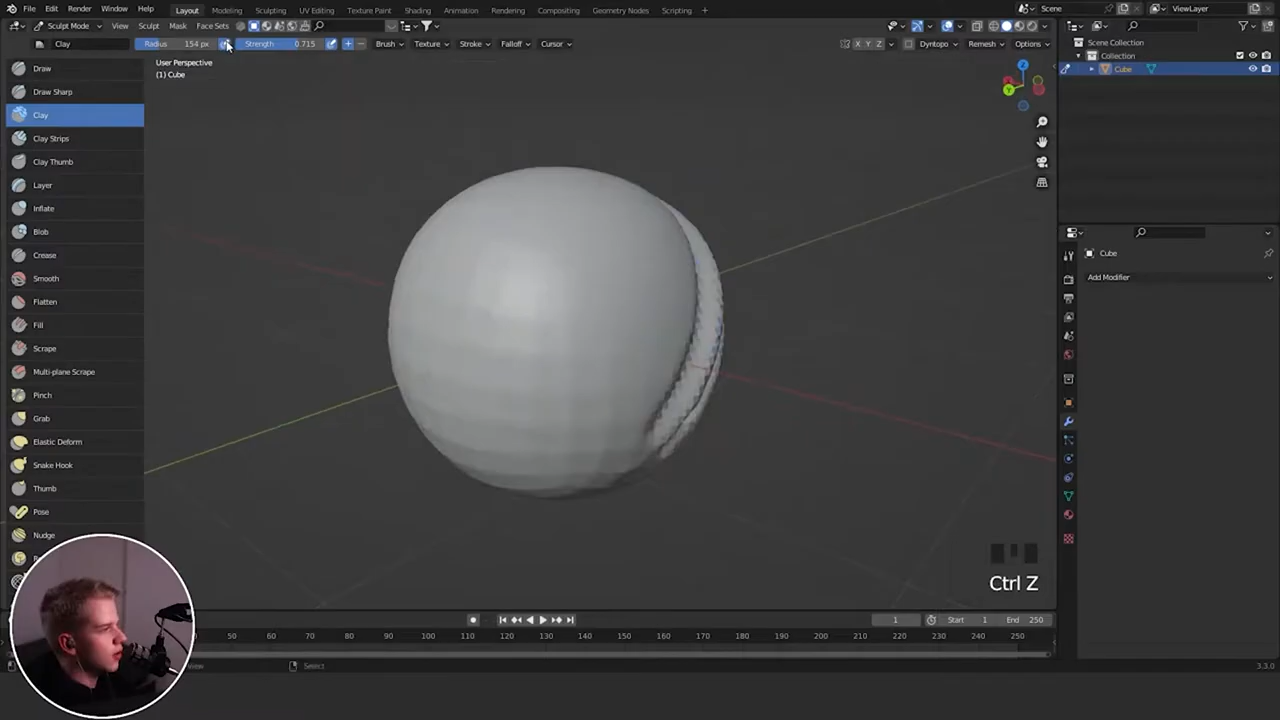 File Edit Render Window Help Layout Modeling Sculpting UV Editing Texture Paint Shading Animation Rendering Compositing Geometry Nodes Scripting + Scene ViewLayer
Sculpt Mode View Sculpt Mask Face Sets
Clay Radius 154 px Strength 0.715 + − Brush Texture Stroke Falloff Cursor X Y Z Dyntopo Remesh Options
Scene Collection
Collection
Cube
User Perspective
(1) Cube
Z
Y
Draw
Draw Sharp
Clay
Clay Strips
Clay Thumb
Layer
Inflate
Blob
Crease
Smooth
Flatten
Fill
Scrape
Multi-plane Scrape
Pinch
Grab
Elastic Deform
Snake Hook
Thumb
Pose
Nudge
Cube
Add Modifier
Ctrl Z
1 Start 1 End 250
50 60 70 80 90 100 110 120 130 140 150 160 170 180 190 200 210 220 230 240 250
Select
3.3.0